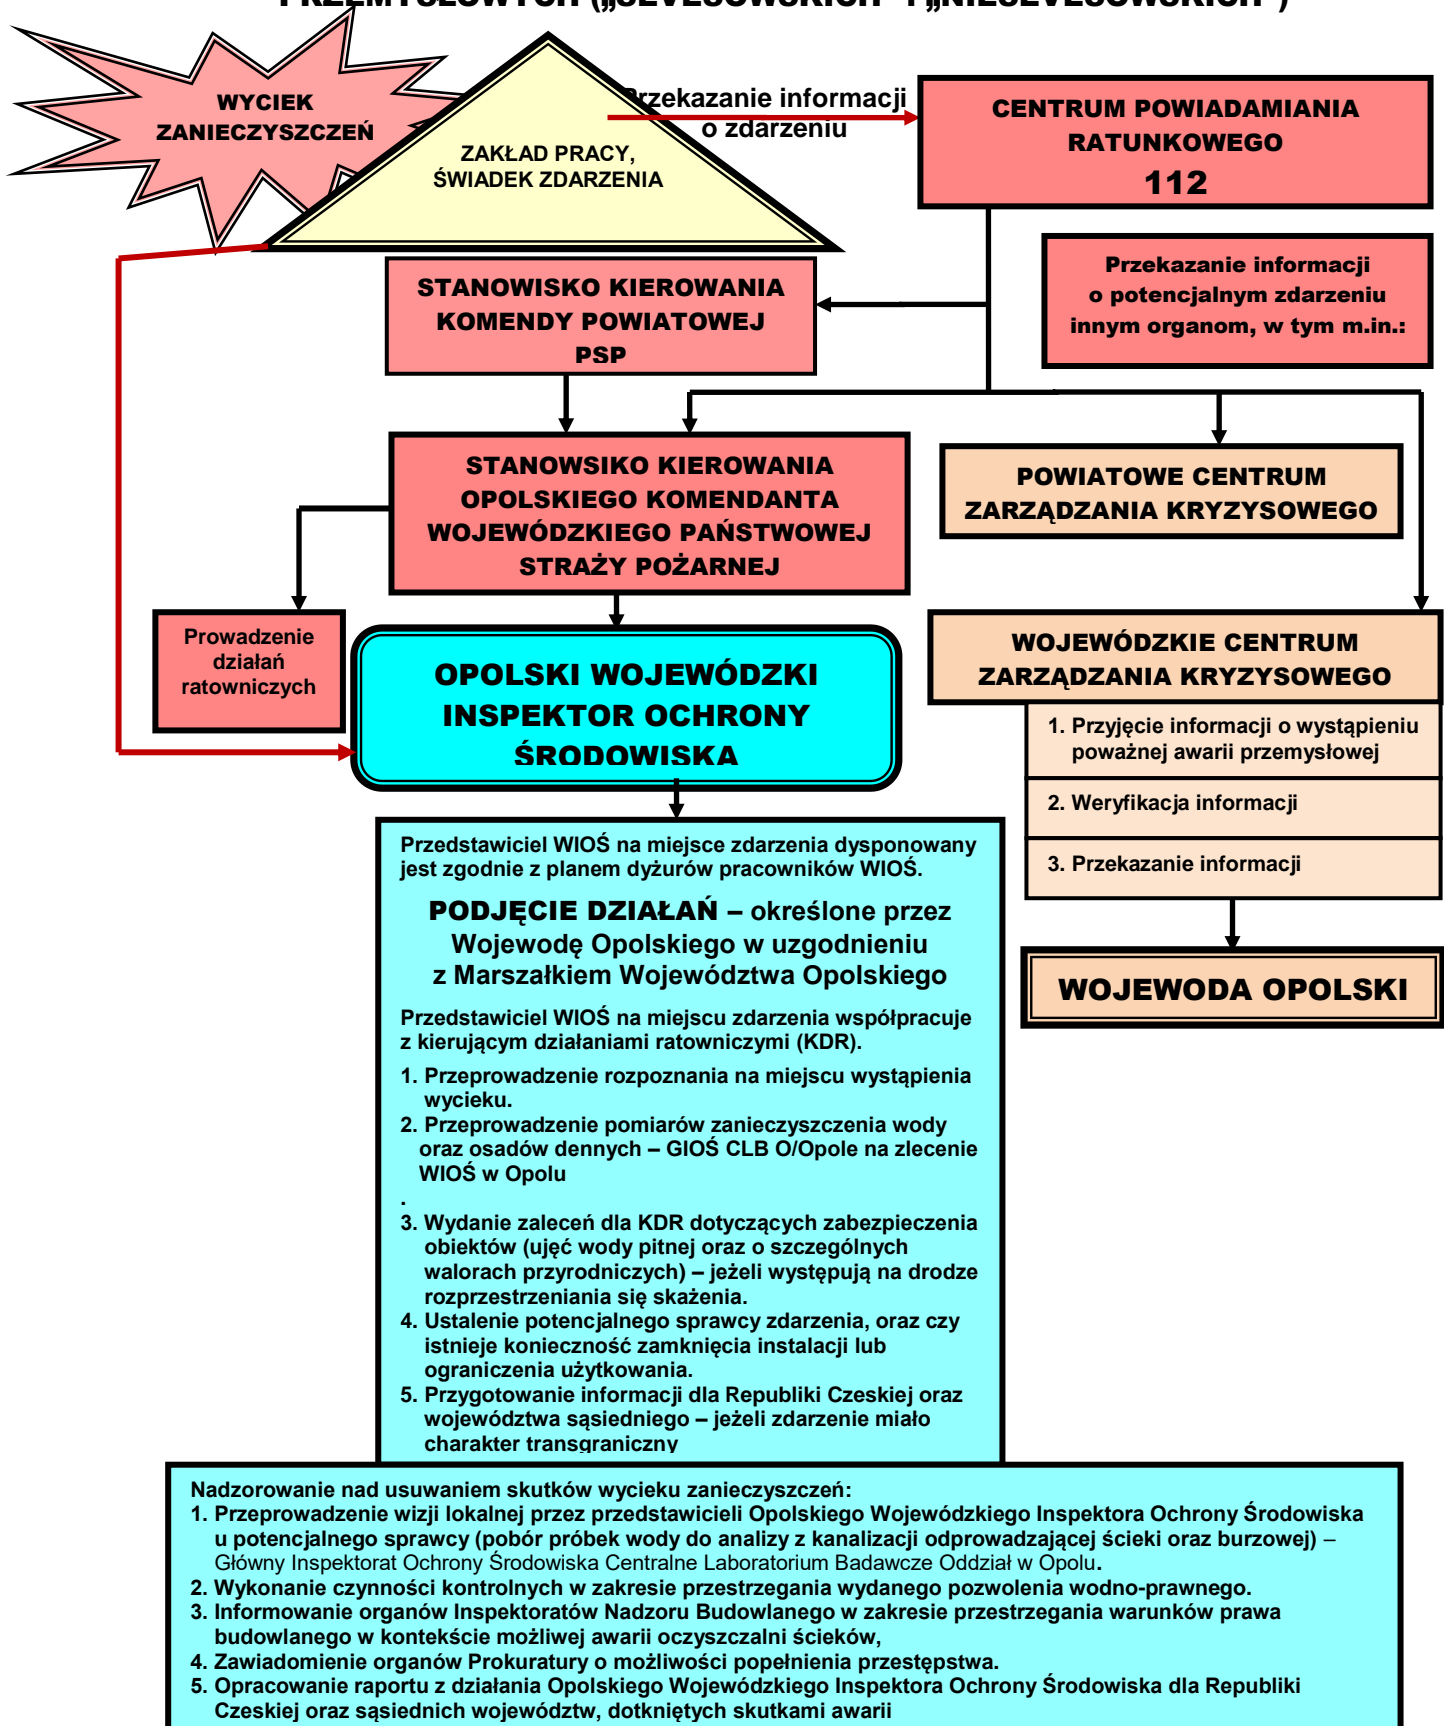 PRZEMYSŁOWYCH („SEVESOWSKICH” I „NIESEVESOWSKICH”)
WYCIEK
ZANIECZYSZCZEŃ
ZAKŁAD PRACY,
ŚWIADEK ZDARZENIA
Przekazanie informacji
o zdarzeniu
CENTRUM POWIADAMIANIA
RATUNKOWEGO
112
STANOWISKO KIEROWANIA
KOMENDY POWIATOWEJ
PSP
Przekazanie informacji
o potencjalnym zdarzeniu
innym organom, w tym m.in.:
STANOWSIKO KIEROWANIA
OPOLSKIEGO KOMENDANTA
WOJEWÓDZKIEGO PAŃSTWOWEJ
STRAŻY POŻARNEJ
POWIATOWE CENTRUM
ZARZĄDZANIA KRYZYSOWEGO
Prowadzenie
działań
ratowniczych
OPOLSKI WOJEWÓDZKI
INSPEKTOR OCHRONY
ŚRODOWISKA
WOJEWÓDZKIE CENTRUM
ZARZĄDZANIA KRYZYSOWEGO
1. Przyjęcie informacji o wystąpieniu
poważnej awarii przemysłowej
2. Weryfikacja informacji
3. Przekazanie informacji
WOJEWODA OPOLSKI
Przedstawiciel WIOŚ na miejsce zdarzenia dysponowany
jest zgodnie z planem dyżurów pracowników WIOŚ.
PODJĘCIE DZIAŁAŃ – określone przez
Wojewodę Opolskiego w uzgodnieniu
z Marszałkiem Województwa Opolskiego
Przedstawiciel WIOŚ na miejscu zdarzenia współpracuje
z kierującym działaniami ratowniczymi (KDR).
1. Przeprowadzenie rozpoznania na miejscu wystąpienia
wycieku.
2. Przeprowadzenie pomiarów zanieczyszczenia wody
oraz osadów dennych – GIOŚ CLB O/Opole na zlecenie
WIOŚ w Opolu
.
3. Wydanie zaleceń dla KDR dotyczących zabezpieczenia
obiektów (ujęć wody pitnej oraz o szczególnych
walorach przyrodniczych) – jeżeli występują na drodze
rozprzestrzeniania się skażenia.
4. Ustalenie potencjalnego sprawcy zdarzenia, oraz czy
istnieje konieczność zamknięcia instalacji lub
ograniczenia użytkowania.
5. Przygotowanie informacji dla Republiki Czeskiej oraz
województwa sąsiedniego – jeżeli zdarzenie miało
charakter transgraniczny
Nadzorowanie nad usuwaniem skutków wycieku zanieczyszczeń:
1. Przeprowadzenie wizji lokalnej przez przedstawicieli Opolskiego Wojewódzkiego Inspektora Ochrony Środowiska
u potencjalnego sprawcy (pobór próbek wody do analizy z kanalizacji odprowadzającej ścieki oraz burzowej) –
Główny Inspektorat Ochrony Środowiska Centralne Laboratorium Badawcze Oddział w Opolu.
2. Wykonanie czynności kontrolnych w zakresie przestrzegania wydanego pozwolenia wodno-prawnego.
3. Informowanie organów Inspektoratów Nadzoru Budowlanego w zakresie przestrzegania warunków prawa
budowlanego w kontekście możliwej awarii oczyszczalni ścieków,
4. Zawiadomienie organów Prokuratury o możliwości popełnienia przestępstwa.
5. Opracowanie raportu z działania Opolskiego Wojewódzkiego Inspektora Ochrony Środowiska dla Republiki
Czeskiej oraz sąsiednich województw, dotkniętych skutkami awarii